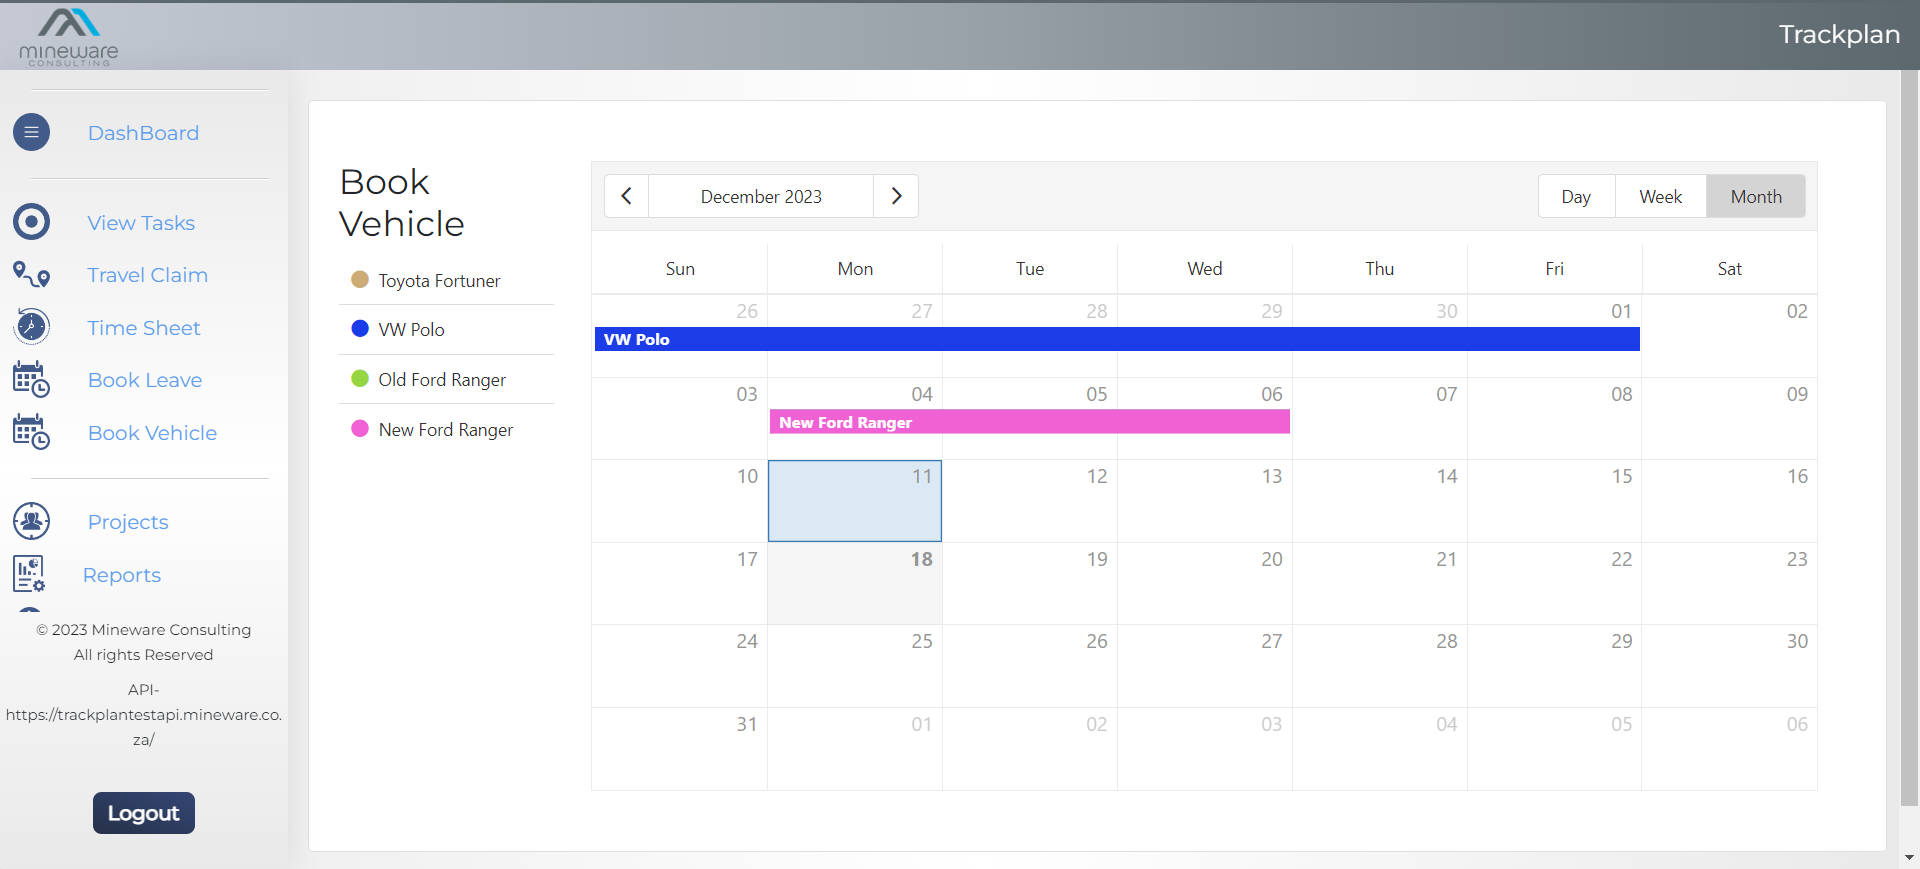 mineware
CONSULTING
Trackplan
DashBoard
View Tasks
Travel Claim
Time Sheet
Book Leave
Book Vehicle
Projects
Reports
© 2023 Mineware Consulting
All rights Reserved
API-
https://trackplantestapi.mineware.co.
za/
Logout
Book
Vehicle
Toyota Fortuner
VW Polo
Old Ford Ranger
New Ford Ranger
December 2023
Day Week Month
Sun Mon Tue Wed Thu Fri Sat
26 27 28 29 30 01 02
VW Polo
03 04 05 06 07 08 09
New Ford Ranger
10 11 12 13 14 15 16
17 18 19 20 21 22 23
24 25 26 27 28 29 30
31 01 02 03 04 05 06